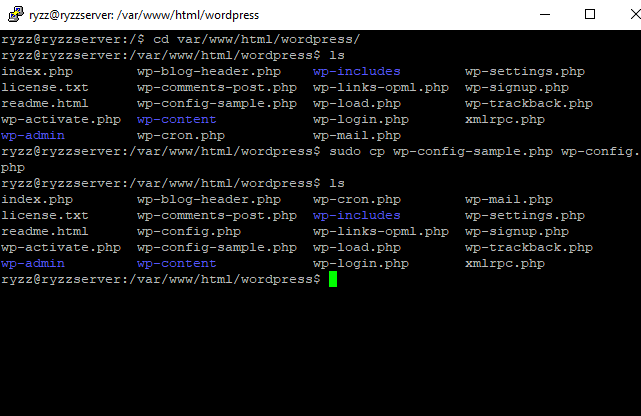 ryzz@ryzzserver: /var/www/html/wordpress
ryzz@ryzzserver:/$ cd var/www/html/wordpress/
ryzz@ryzzserver:/var/www/html/wordpress$ ls
index.php wp-blog-header.php wp-includes wp-settings.php
license.txt wp-comments-post.php wp-links-opml.php wp-signup.php
readme.html wp-config-sample.php wp-load.php wp-trackback.php
wp-activate.php wp-content wp-login.php xmlrpc.php
wp-admin wp-cron.php wp-mail.php
ryzz@ryzzserver:/var/www/html/wordpress$ sudo cp wp-config-sample.php wp-config.
php
ryzz@ryzzserver:/var/www/html/wordpress$ ls
index.php wp-blog-header.php wp-cron.php wp-mail.php
license.txt wp-comments-post.php wp-includes wp-settings.php
readme.html wp-config.php wp-links-opml.php wp-signup.php
wp-activate.php wp-config-sample.php wp-load.php wp-trackback.php
wp-admin wp-content wp-login.php xmlrpc.php
ryzz@ryzzserver:/var/www/html/wordpress$